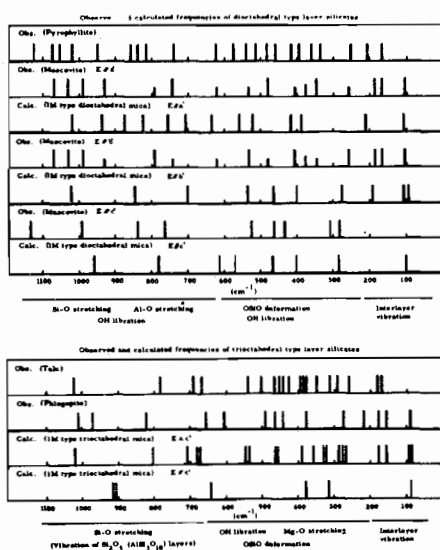 Observed & calculated frequencies of dioctahedral type layer silicates
Obs. (Pyrophyllite)
Obs. (Muscovite) E//
Calc. (1M type dioctahedral mica) E//
Obs. (Muscovite) E//
Calc. (1M type dioctahedral mica) E//
Obs. (Muscovite) E//
Calc. (1M type dioctahedral mica) E//
1100 1000 900 800 700 600 500 400 300 200 100
(cm⁻¹)
Si-O stretching Al-O stretching OSiO deformation Interlayer
OH libration OH libration vibration
Observed and calculated frequencies of trioctahedral type layer silicates
Obs. (Talc)
Obs. (Phlogopite)
Calc. (1M type trioctahedral mica)
Calc. (1M type trioctahedral mica)
1100 1000 900 800 700 600 500 400 300 200 100
(cm⁻¹)
Si-O stretching OH libration Mg-O stretching Interlayer
(Vibration of layers) OSiO deformation vibration